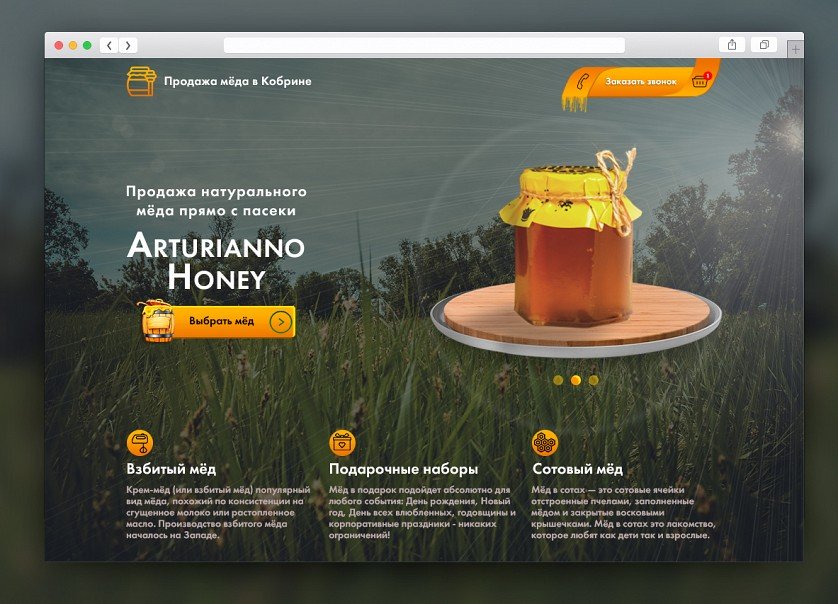 Продажа мёда в Кобрине
Заказать звонок
1
Продажа натурального
мёда прямо с пасеки
Arturianno
Honey
Выбрать мёд
Взбитый мёд
Крем-мёд (или взбитый мёд) популярный
вид мёда, похожий по консистенции на
сгущенное молоко или растопленное
масло. Производство взбитого мёда
началось на Западе.
Подарочные наборы
Мёд в подарок подойдет абсолютно для
любого события: День рождения, Новый
год, День всех влюбленных, годовщины и
корпоративные праздники - никаких
ограничений!
Сотовый мёд
Мёд в сотах — это сотовые ячейки
отстроенные пчелами, заполненные
мёдом и закрытые восковыми
крышечками. Мёд в сотах это лакомство,
которое любят как дети так и взрослые.